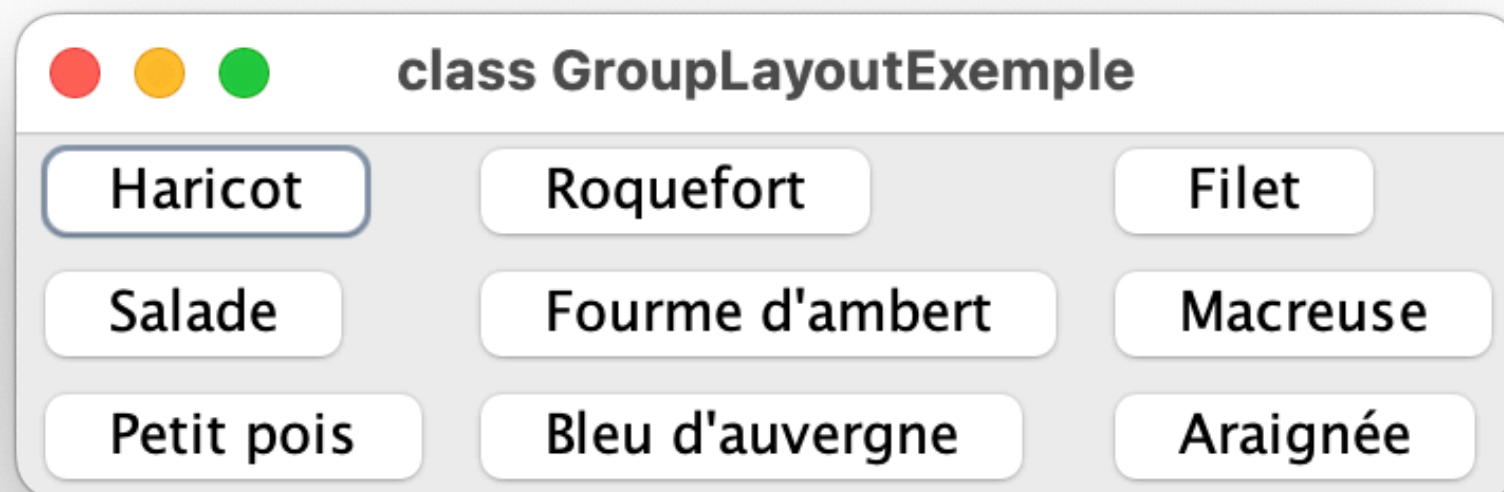 class GroupLayoutExemple
Haricot Roquefort Filet
Salade Fourme d'ambert Macreuse
Petit pois Bleu d'auvergne Araignée